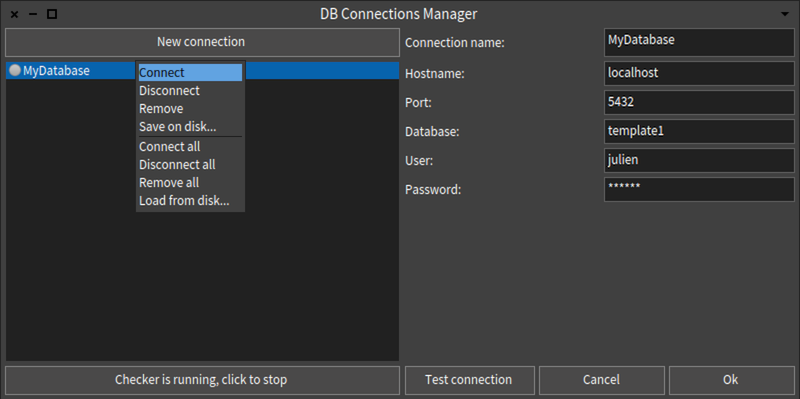 DB Connections Manager
New connection
MyDatabase
Connect
Disconnect
Remove
Save on disk...
Connect all
Disconnect all
Remove all
Load from disk...
Checker is running, click to stop
Connection name: MyDatabase
Hostname: localhost
Port: 5432
Database: template1
User: julien
Password: ******
Test connection
Cancel
Ok